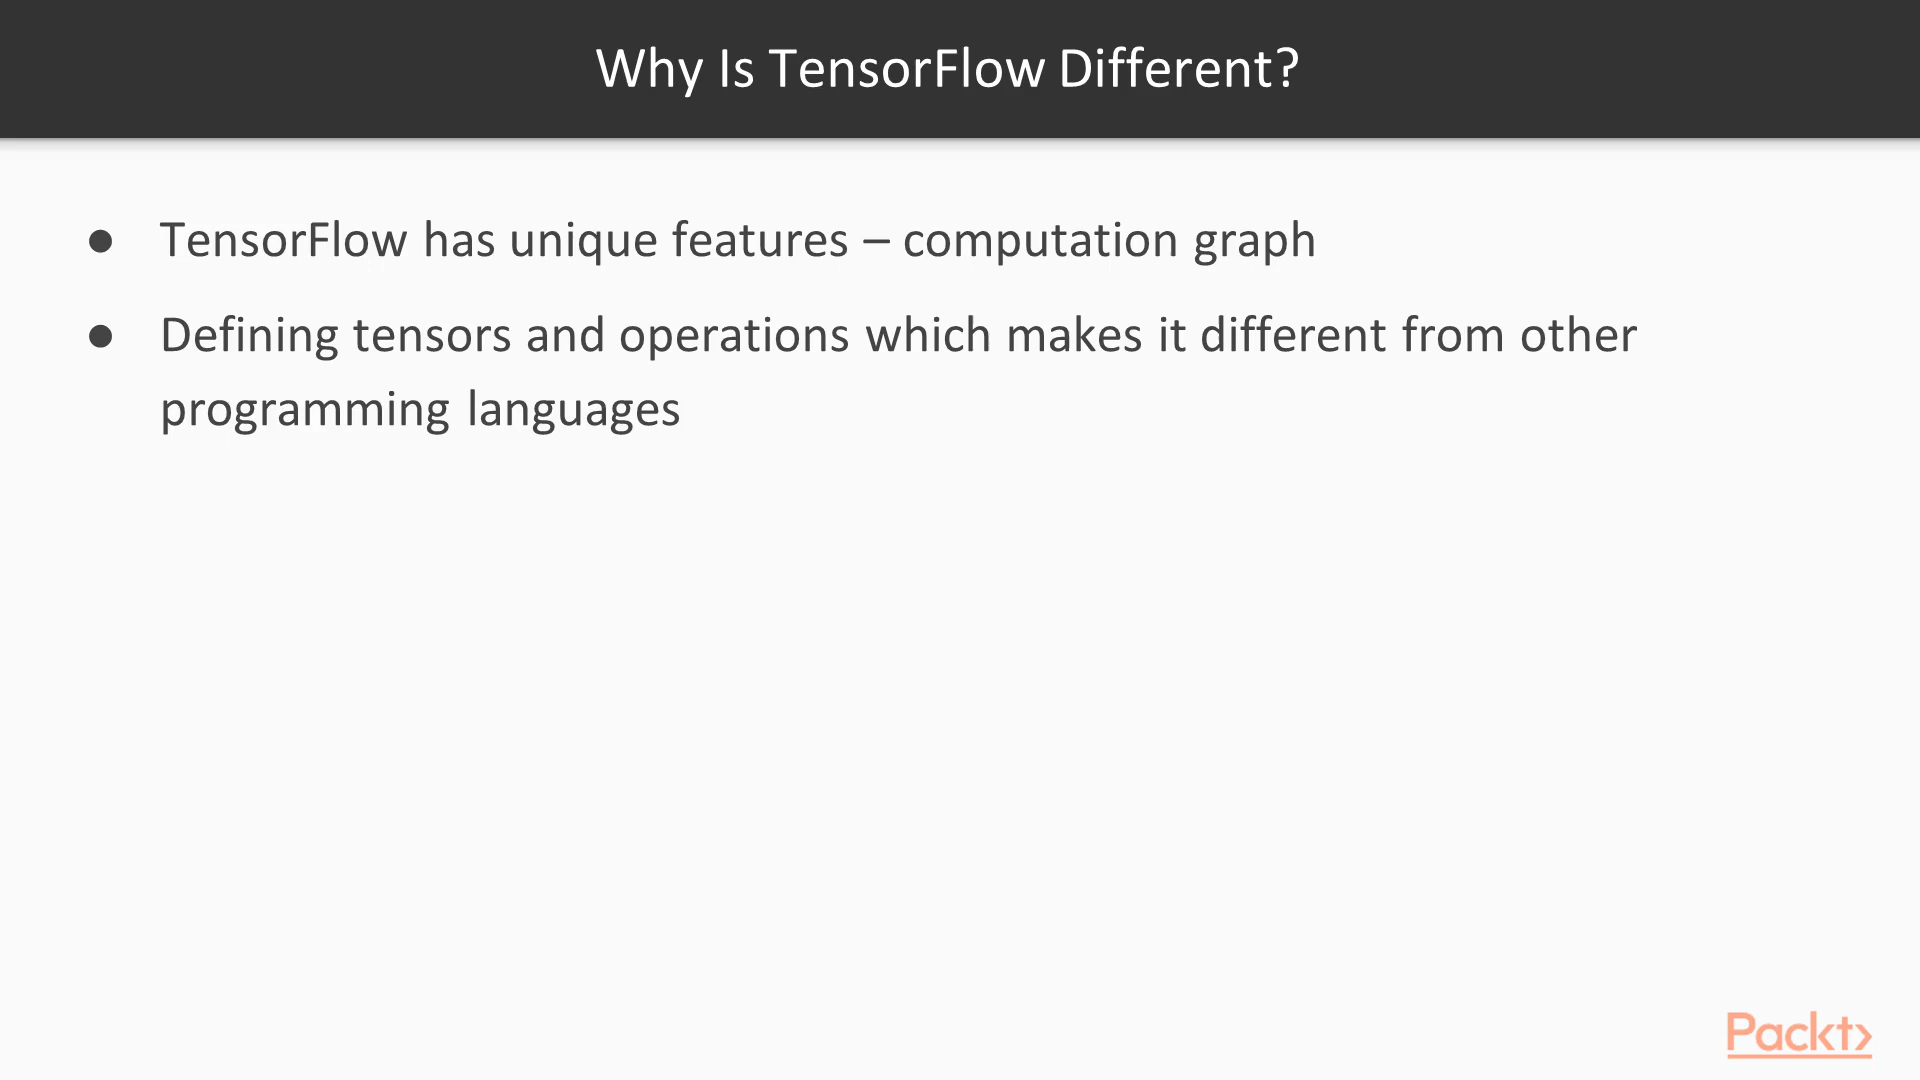 Why Is TensorFlow Different?
● TensorFlow has unique features – computation graph
● Defining tensors and operations which makes it different from other
programming languages
Packt>